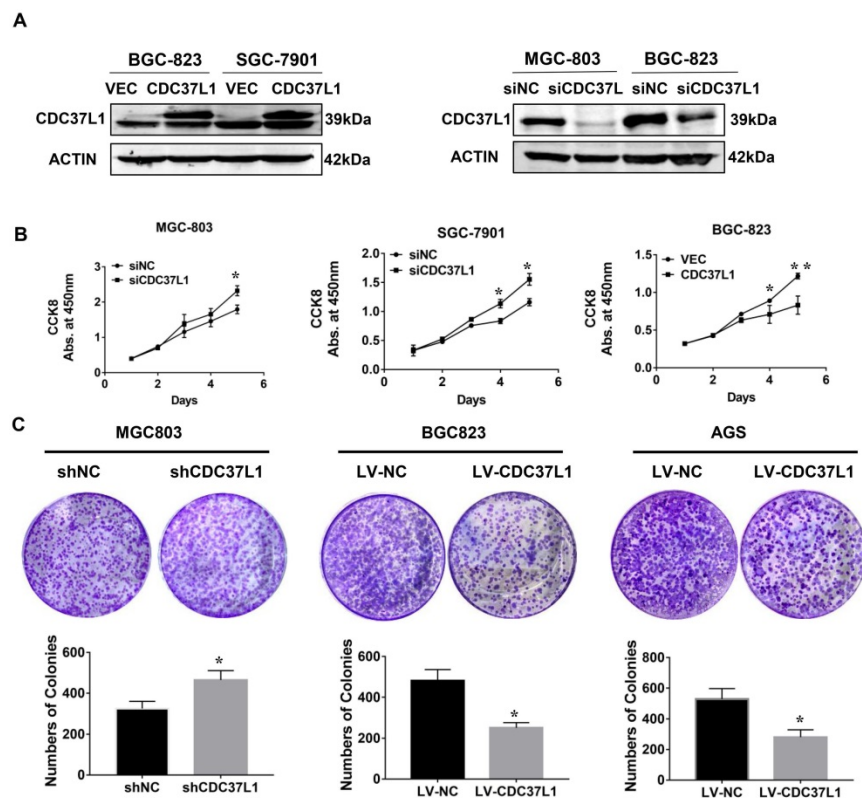 A
BGC-823 SGC-7901
VEC CDC37L1 VEC CDC37L1
CDC37L1 39kDa
ACTIN 42kDa
MGC-803 BGC-823
siNC siCDC37L siNC siCDC37L1
CDC37L1 39kDa
ACTIN 42kDa
B
MGC-803
siNC
siCDC37L1
CCK8
Abs. at 450nm
3
2
1
0
*
0 2 4 6
Days
SGC-7901
siNC
siCDC37L1
CCK8
Abs. at 450nm
2.0
1.5
1.0
0.5
0.0
* *
0 2 4 6
Days
BGC-823
VEC
CDC37L1
CCK8
Abs. at 450nm
1.5
1.0
0.5
0.0
* * *
0 2 4 6
Days
C
MGC803 BGC823 AGS
shNC shCDC37L1 LV-NC LV-CDC37L1 LV-NC LV-CDC37L1
Numbers of Colonies
600
400
200
0
*
shNC shCDC37L1
Numbers of Colonies
600
400
200
0
*
LV-NC LV-CDC37L1
Numbers of Colonies
800
600
400
200
0
*
LV-NC LV-CDC37L1